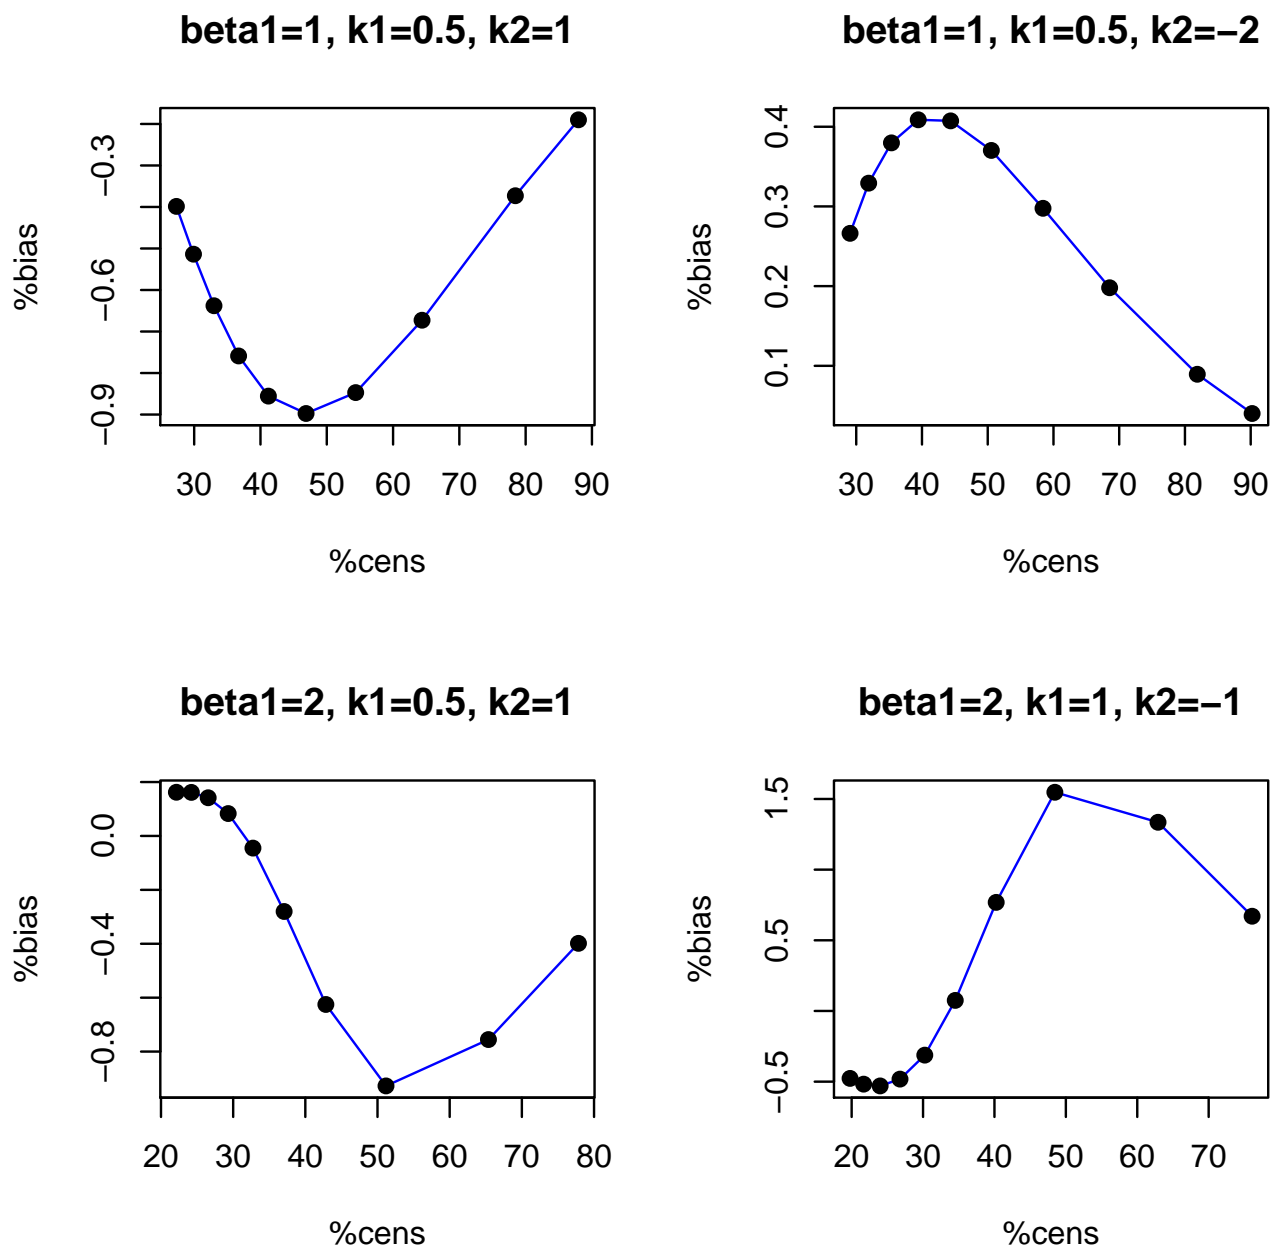 beta1=1, k1=0.5, k2=1
%bias
−0.3
−0.6
−0.9
30 40 50 60 70 80 90
%cens
beta1=1, k1=0.5, k2=−2
%bias
0.4
0.3
0.2
0.1
30 40 50 60 70 80 90
%cens
beta1=2, k1=0.5, k2=1
%bias
0.0
−0.4
−0.8
20 30 40 50 60 70 80
%cens
beta1=2, k1=1, k2=−1
%bias
1.5
0.5
−0.5
20 30 40 50 60 70
%cens